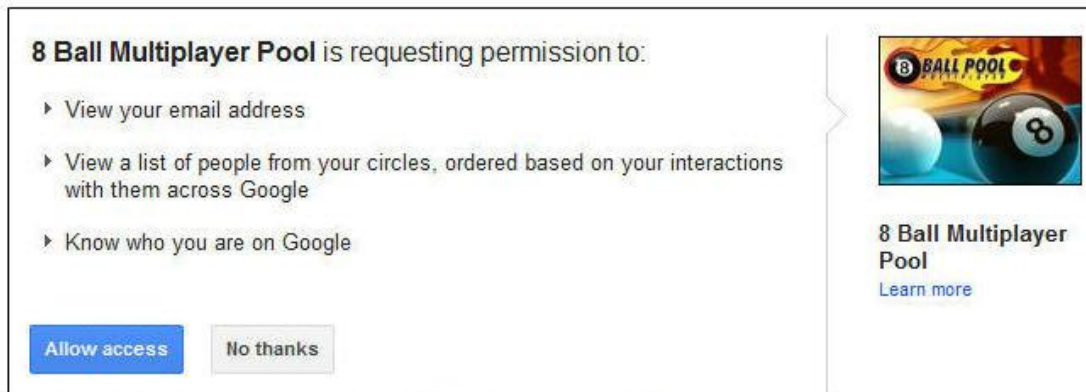 8 Ball Multiplayer Pool is requesting permission to:
View your email address
View a list of people from your circles, ordered based on your interactions
with them across Google
Know who you are on Google
Allow access
No thanks
8 BALL POOL
MULTIPLAYER
8
8 Ball Multiplayer
Pool
Learn more